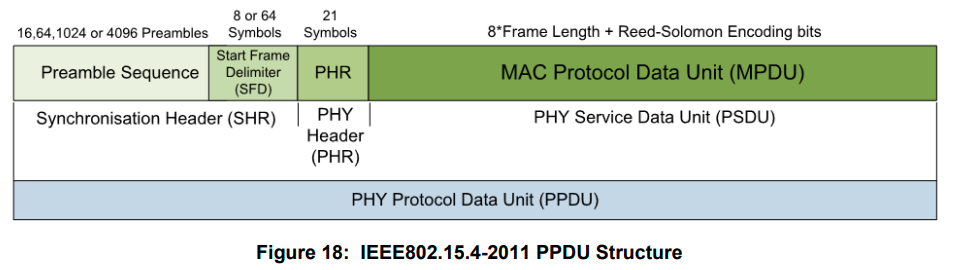 16,64,1024 or 4096 Preambles
8 or 64
Symbols
21
Symbols
8*Frame Length + Reed-Solomon Encoding bits
Preamble Sequence
Start Frame
Delimiter
(SFD)
PHR
MAC Protocol Data Unit (MPDU)
Synchronisation Header (SHR)
PHY
Header
(PHR)
PHY Service Data Unit (PSDU)
PHY Protocol Data Unit (PPDU)
Figure 18:  IEEE802.15.4-2011 PPDU Structure